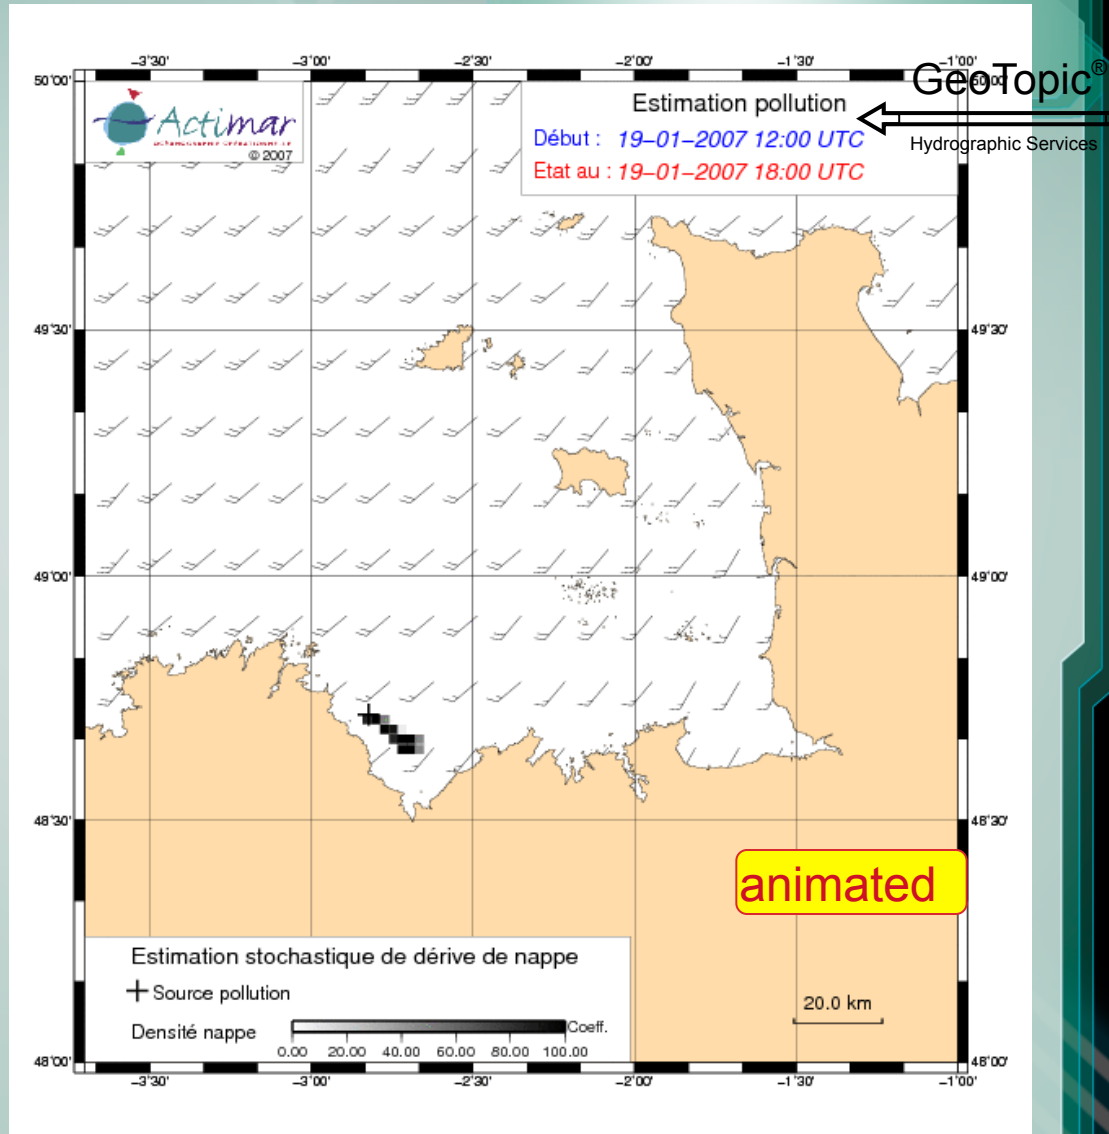 -3°30'
-3°00'
-2°30'
-2°00'
-1°30'
-1°00'
50°00'
50°00'
GeoTopic®
Hydrographic Services
Actimar
OCÉANOGRAPHIE OPÉRATIONNELLE
© 2007
Estimation pollution
Début : 19-01-2007 12:00 UTC
Etat au : 19-01-2007 18:00 UTC
49°30'
49°30'
49°00'
49°00'
48°30'
48°30'
animated
Estimation stochastique de dérive de nappe
Source pollution
Densité nappe
Coeff.
0.00 20.00 40.00 60.00 80.00 100.00
20.0 km
48°00'
48°00'
-3°30'
-3°00'
-2°30'
-2°00'
-1°30'
-1°00'